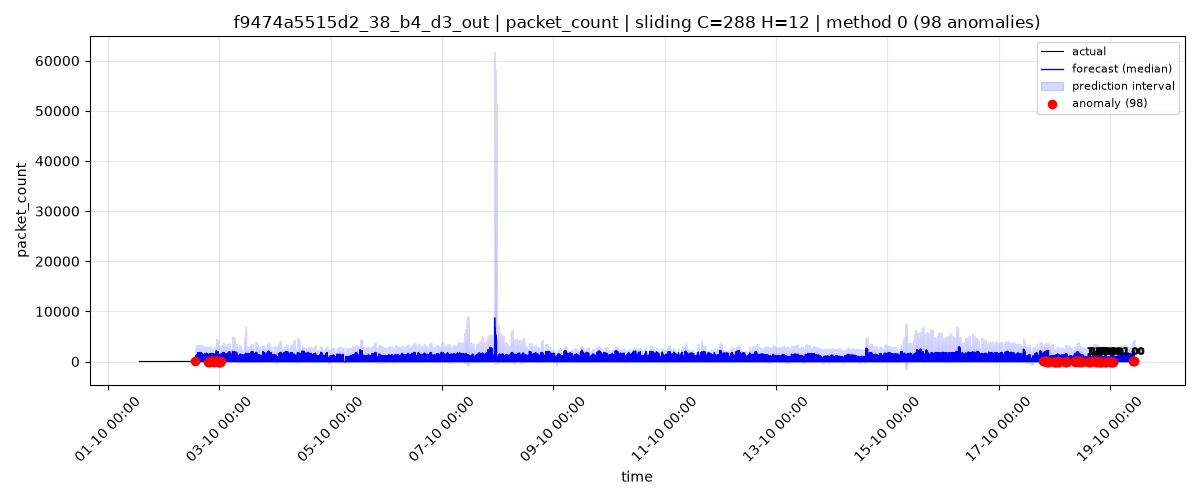 f9474a5515d2_38_b4_d3_out | packet_count | sliding C=288 H=12 | method 0 (98 anomalies)
actual
forecast (median)
prediction interval
anomaly (98)
packet_count
60000
50000
40000
30000
20000
10000
0
01-10 00:00
03-10 00:00
05-10 00:00
07-10 00:00
09-10 00:00
11-10 00:00
13-10 00:00
15-10 00:00
17-10 00:00
19-10 00:00
time